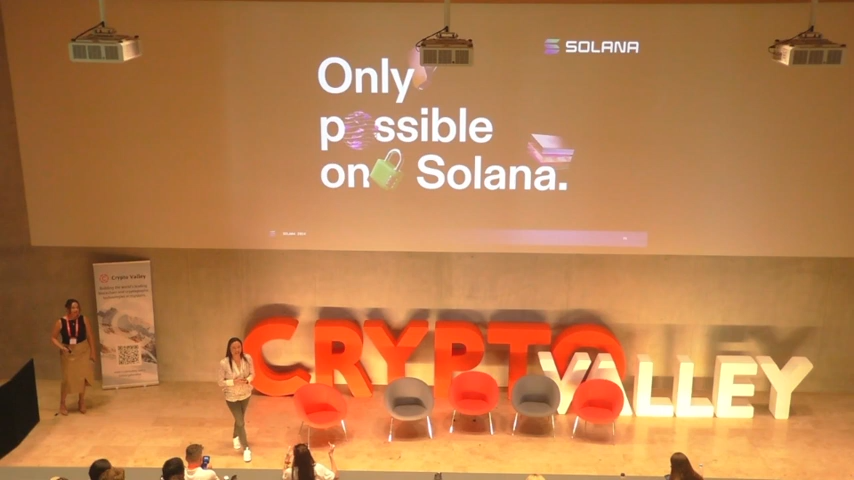 SOLANA
Only
possible
on Solana.
Crypto Valley
CRYPTO
VALLEY